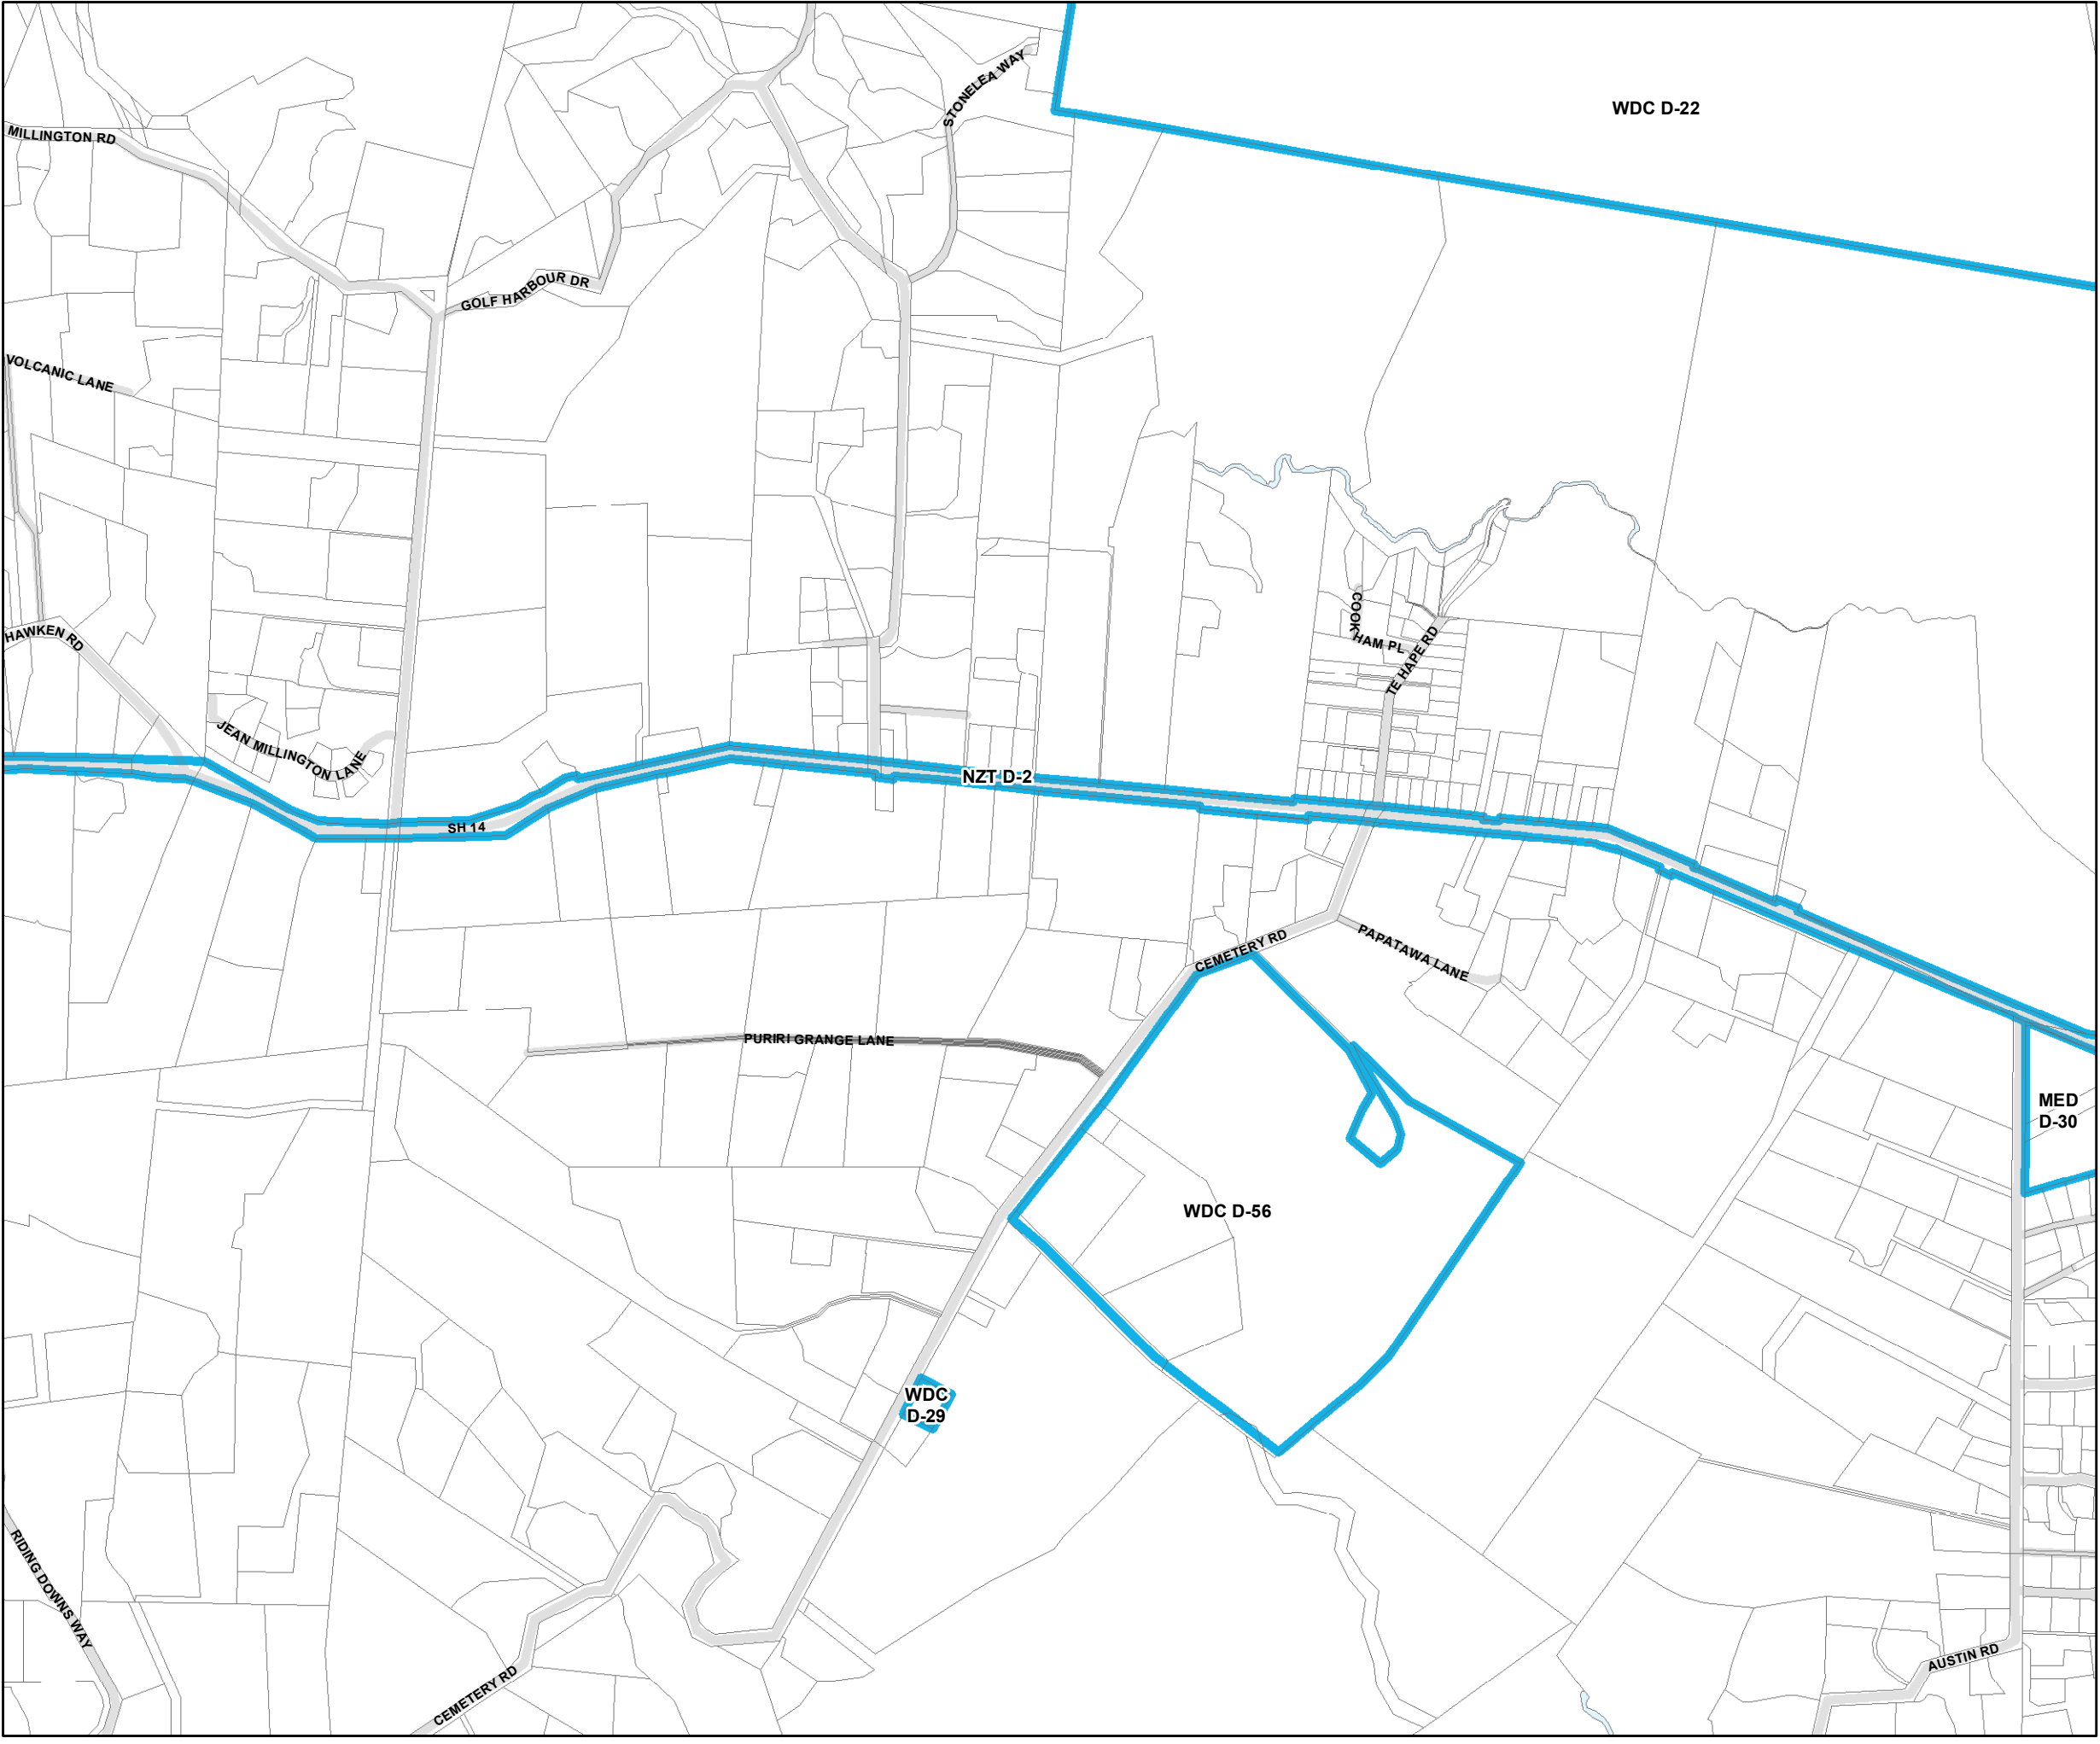 STONELEA WAY
WDC D-22
MILLINGTON RD
GOLF HARBOUR DR
VOLCANIC LANE
COOK
HAM PL
TE HAPE RD
HAWKEN RD
JEAN MILLINGTON LANE
NZT D-2
SH 14
CEMETERY RD
PAPATAWA LANE
PURIRI GRANGE LANE
MED
D-30
WDC D-56
WDC
D-29
RIDING DOWNS WAY
AUSTIN RD
CEMETERY RD